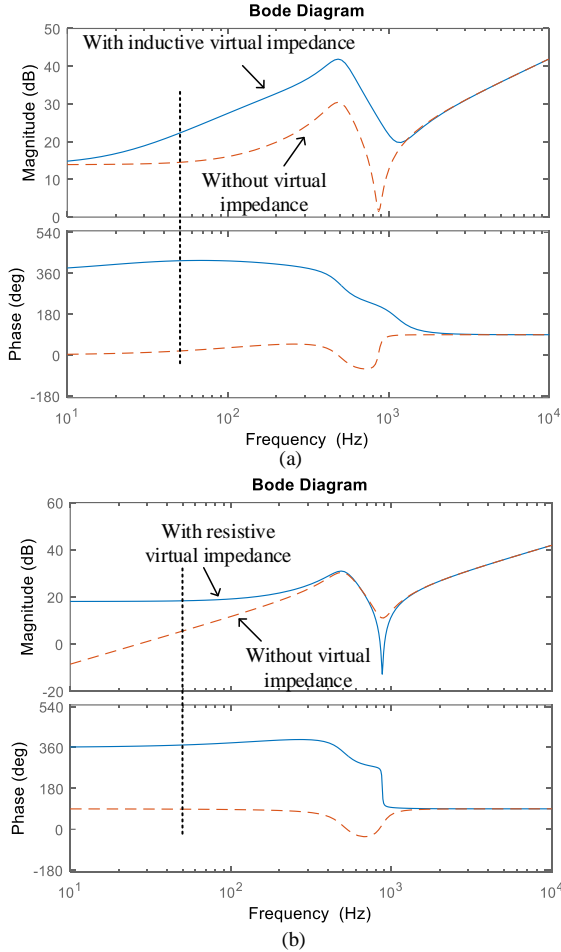 Bode Diagram
50
40
30
20
10
0
Magnitude (dB)
With inductive virtual impedance
Without virtual
impedance
540
360
180
0
-180
Phase (deg)
10^1
10^2
10^3
10^4
Frequency (Hz)
(a)
Bode Diagram
60
40
20
0
-20
Magnitude (dB)
With resistive
virtual impedance
Without virtual
impedance
540
360
180
0
-180
Phase (deg)
10^1
10^2
10^3
10^4
Frequency (Hz)
(b)